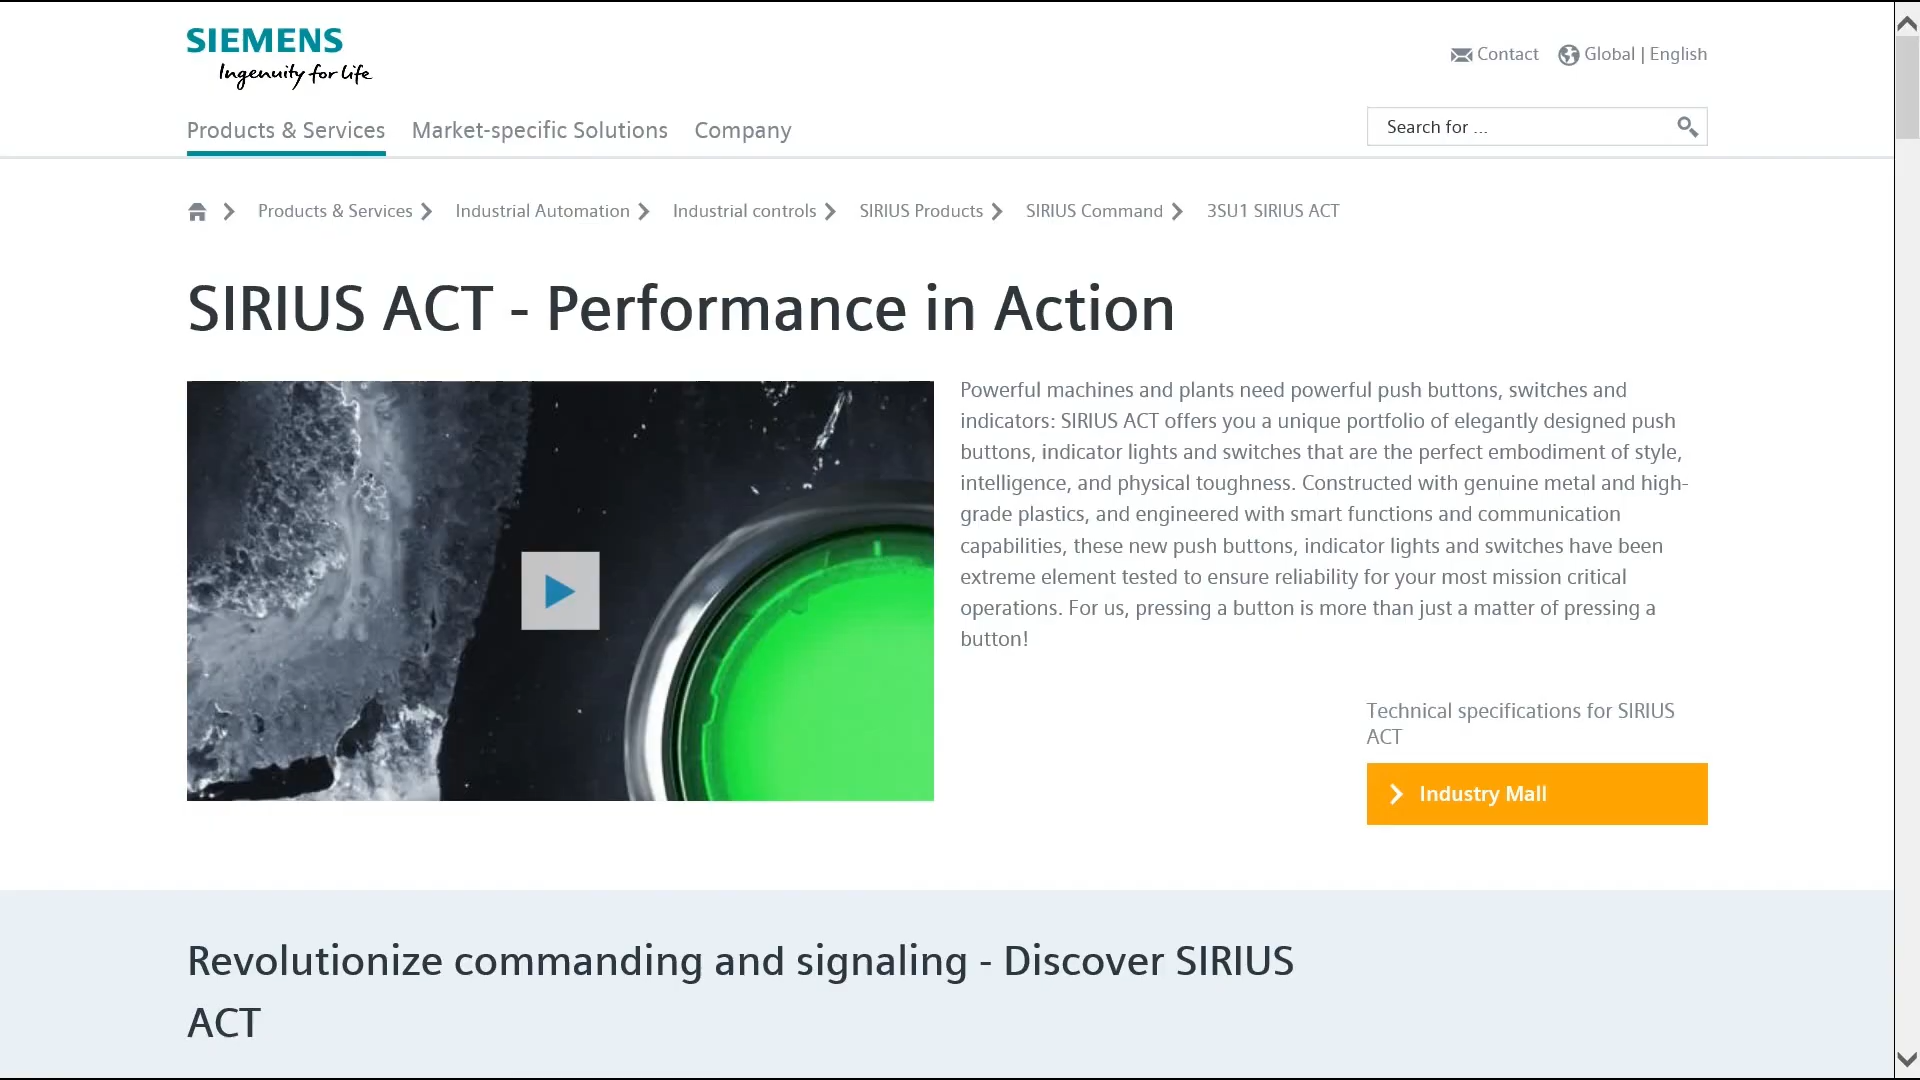 SIEMENS
Ingenuity for life
Contact
Global | English
Products & Services
Market-specific Solutions
Company
Search for ...
Products & Services
Industrial Automation
Industrial controls
SIRIUS Products
SIRIUS Command
3SU1 SIRIUS ACT
SIRIUS ACT - Performance in Action
Powerful machines and plants need powerful push buttons, switches and
indicators: SIRIUS ACT offers you a unique portfolio of elegantly designed push
buttons, indicator lights and switches that are the perfect embodiment of style,
intelligence, and physical toughness. Constructed with genuine metal and high-
grade plastics, and engineered with smart functions and communication
capabilities, these new push buttons, indicator lights and switches have been
extreme element tested to ensure reliability for your most mission critical
operations. For us, pressing a button is more than just a matter of pressing a
button!
Technical specifications for SIRIUS
ACT
Industry Mall
Revolutionize commanding and signaling - Discover SIRIUS
ACT